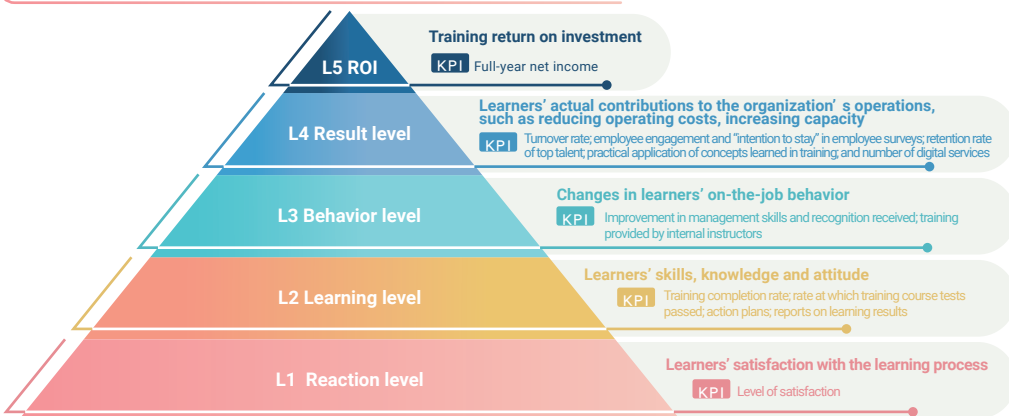 Training return on investment
KPI Full-year net income
L5 ROI
Learners' actual contributions to the organization' s operations,
such as reducing operating costs, increasing capacity
L4 Result level
KPI Turnover rate; employee engagement and "intention to stay" in employee surveys; retention rate
of top talent; practical application of concepts learned in training; and number of digital services
Changes in learners' on-the-job behavior
L3 Behavior level
KPI Improvement in management skills and recognition received; training
provided by internal instructors
Learners' skills, knowledge and attitude
L2 Learning level
KPI Training completion rate; rate at which training course tests
passed; action plans; reports on learning results
Learners' satisfaction with the learning process
L1 Reaction level
KPI Level of satisfaction